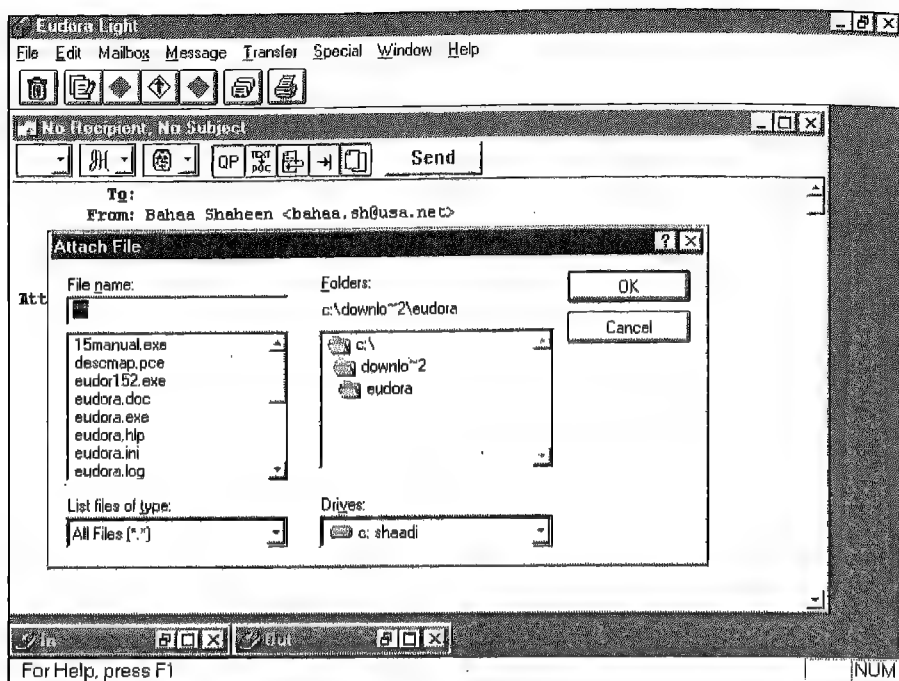 Eudora Light
File Edit Mailbox Message Transfer Special Window Help
No Recipient, No Subject
QP TEXT DOC Send
To:
From: Bahaa Shaheen <bahaa.sh@usa.net>
Att
Attach File
File name:
15manual.exe
descmap.pce
eudor152.exe
eudora.doc
eudora.exe
eudora.hlp
eudora.ini
eudora.log
List files of type:
All Files (*.*)
Folders:
c:\downlo~2\eudora
c:\
downlo~2
eudora
Drives:
c: shaadi
OK
Cancel
In
Out
For Help, press F1
NUM